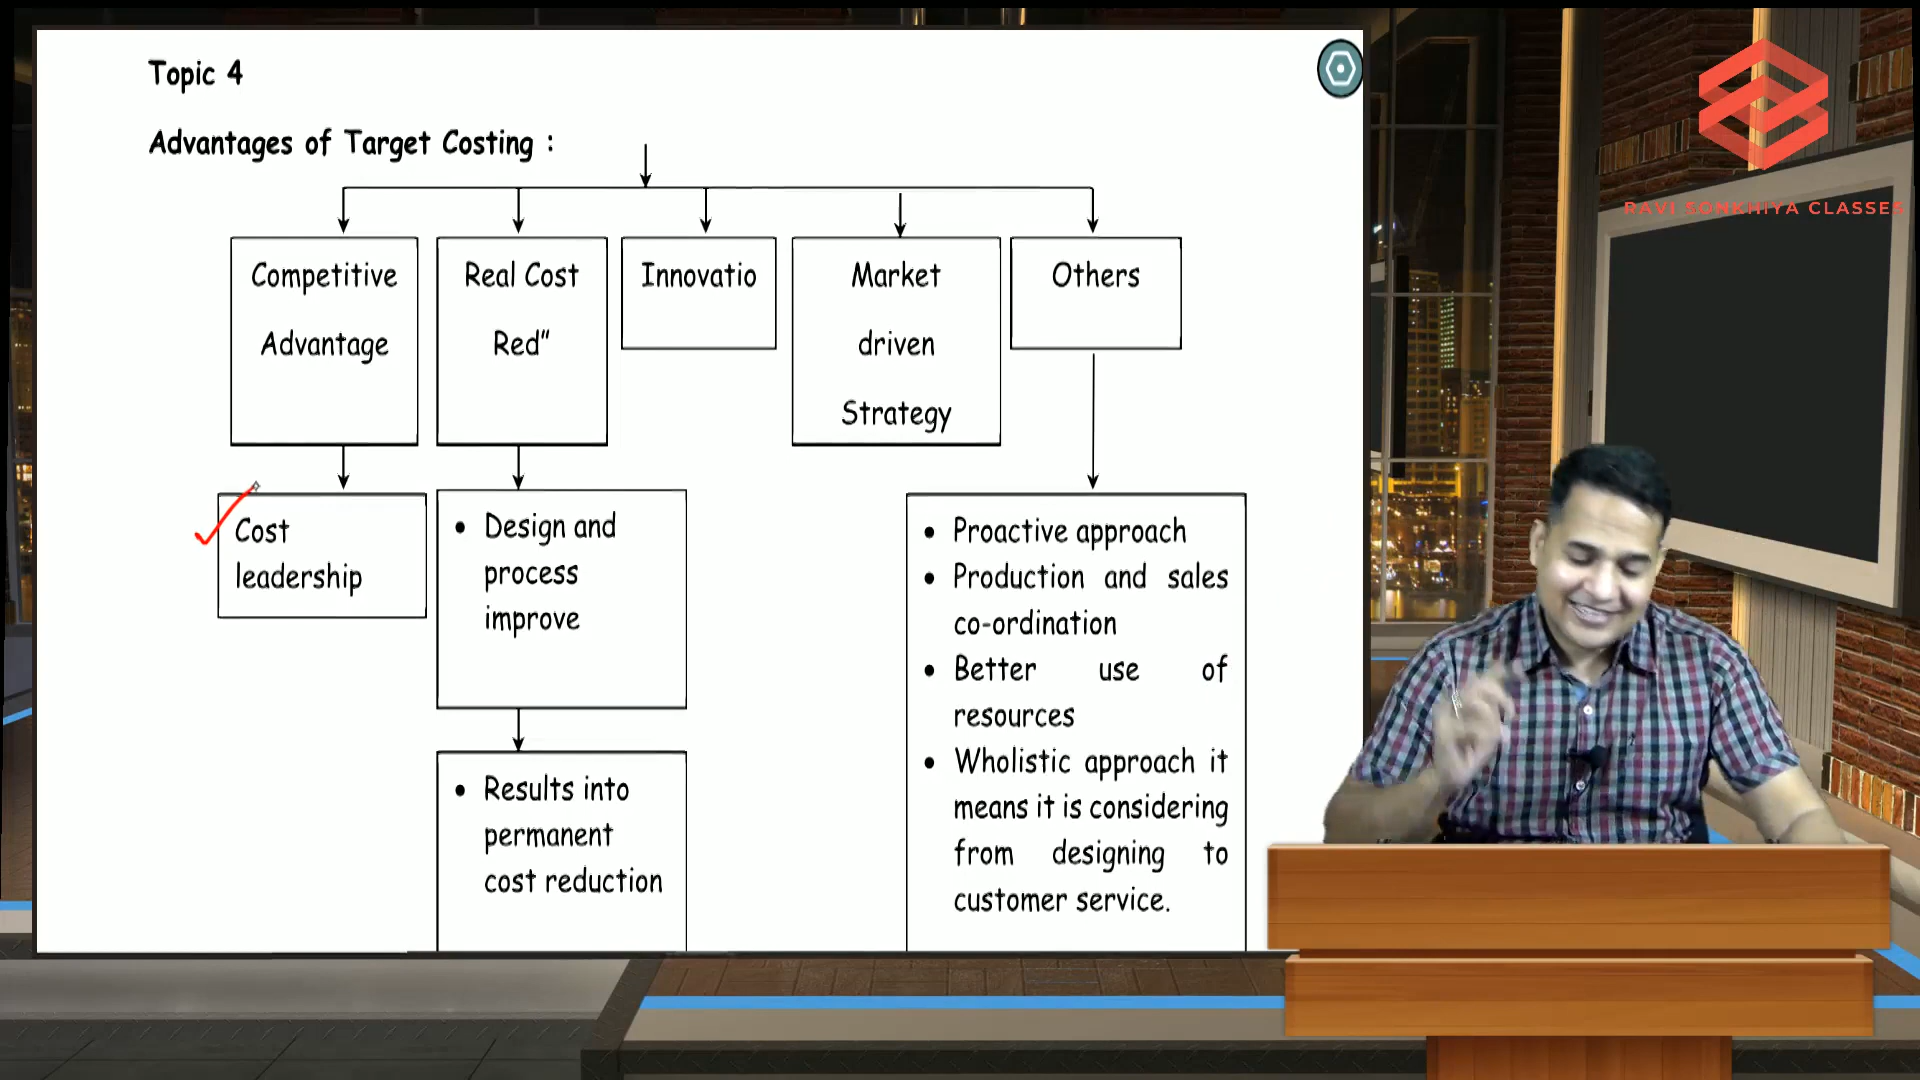 Topic 4
Advantages of Target Costing :
Competitive
Advantage
Real Cost
Red”
Innovatio
Market
driven
Strategy
Others
Cost
leadership
• Design and
process
improve
• Results into
permanent
cost reduction
• Proactive approach
• Production and sales
co-ordination
• Better use of
resources
• Wholistic approach it
means it is considering
from designing to
customer service.
RAVI SONKHIYA CLASSES